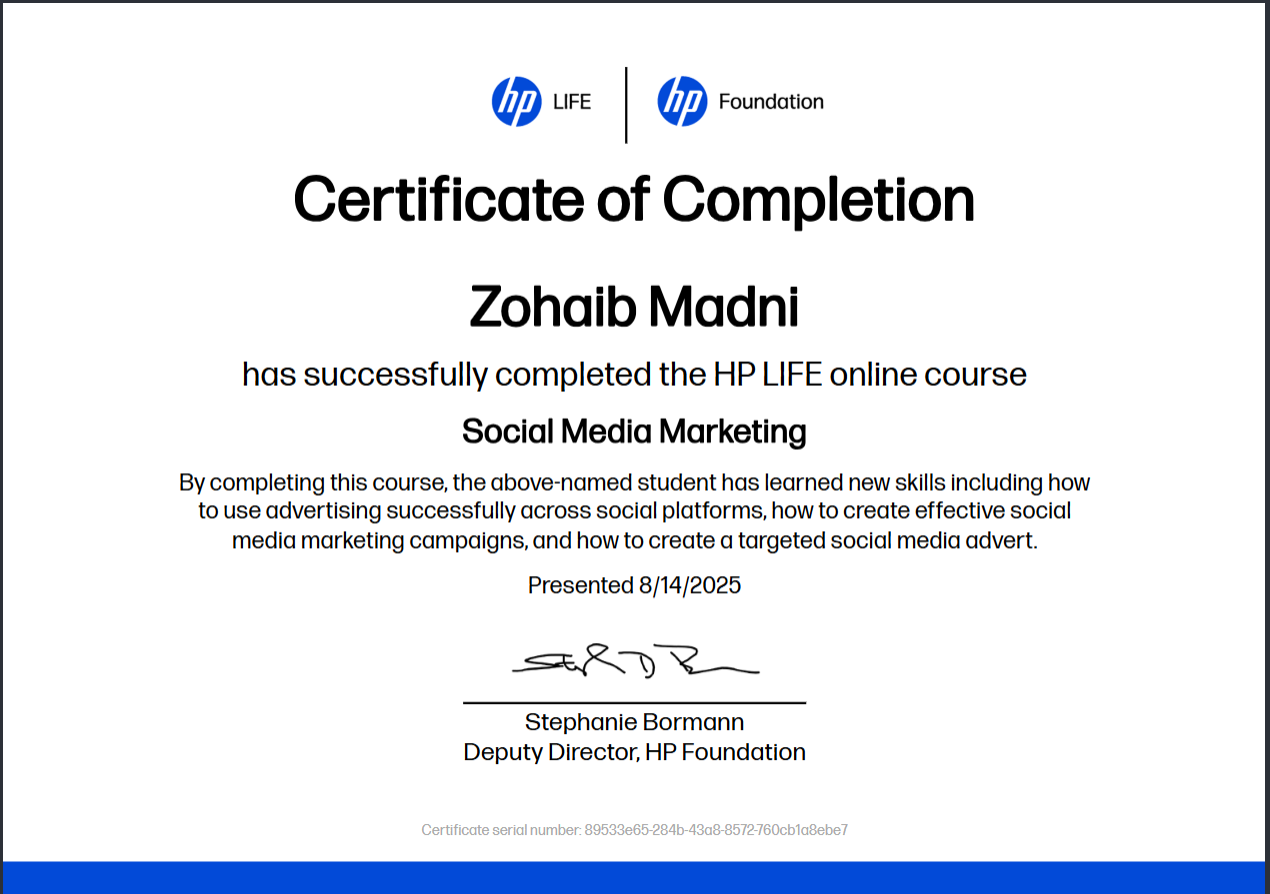 hp LIFE
hp Foundation
Certificate of Completion
Zohaib Madni
has successfully completed the HP LIFE online course
Social Media Marketing
By completing this course, the above-named student has learned new skills including how
to use advertising successfully across social platforms, how to create effective social
media marketing campaigns, and how to create a targeted social media advert.
Presented 8/14/2025
Stephanie Bormann
Deputy Director, HP Foundation
Certificate serial number: 89533e65-284b-43a8-8572-760cb1a8ebe7